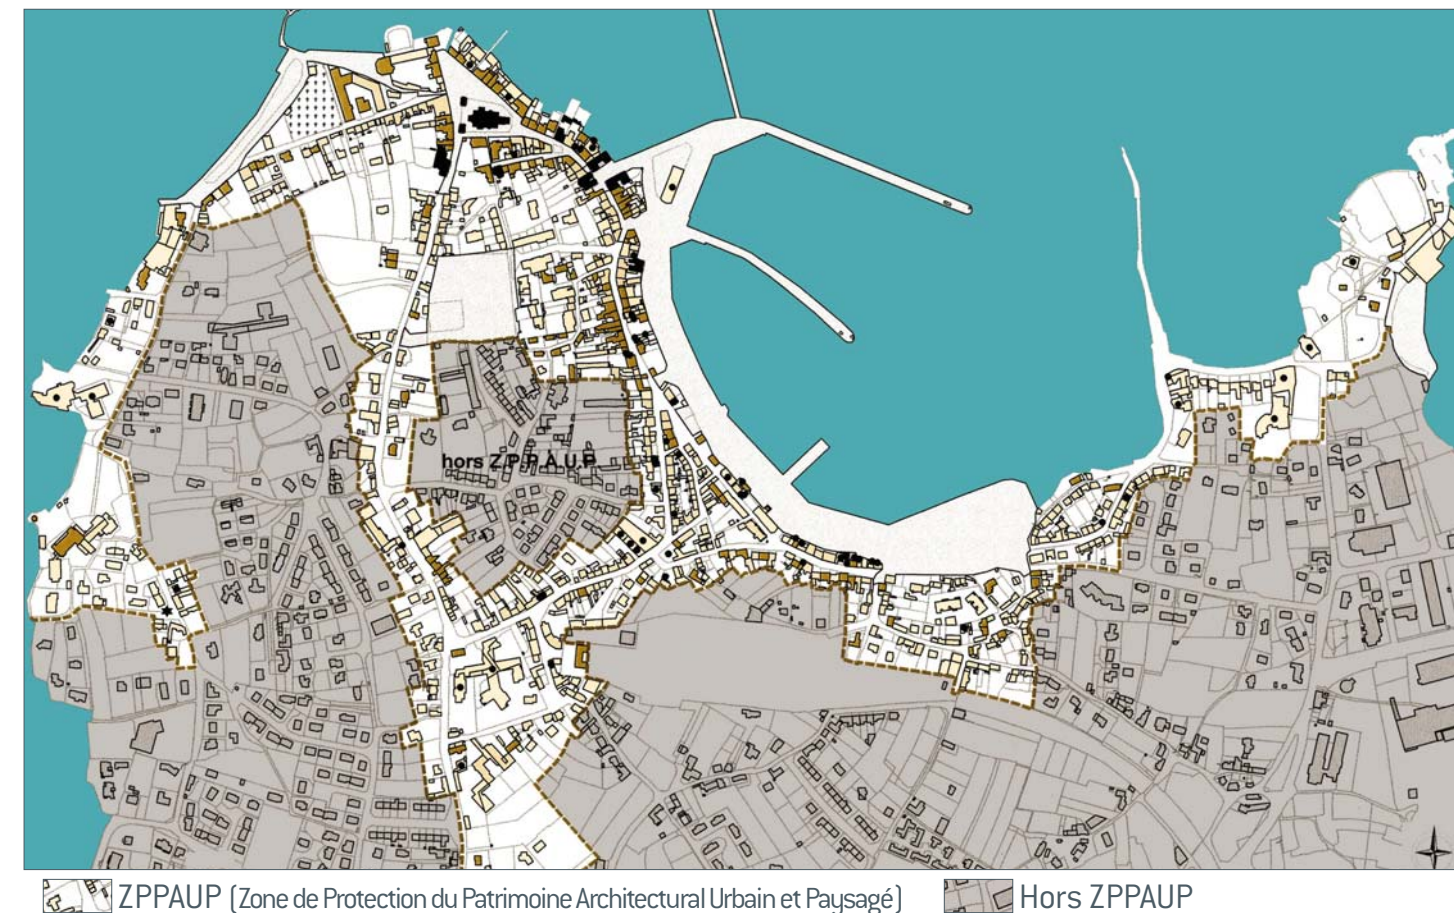 hors Z.P.P.A.U.P.
ZPPAUP (Zone de Protection du Patrimoine Architectural Urbain et Paysagé)
Hors ZPPAUP